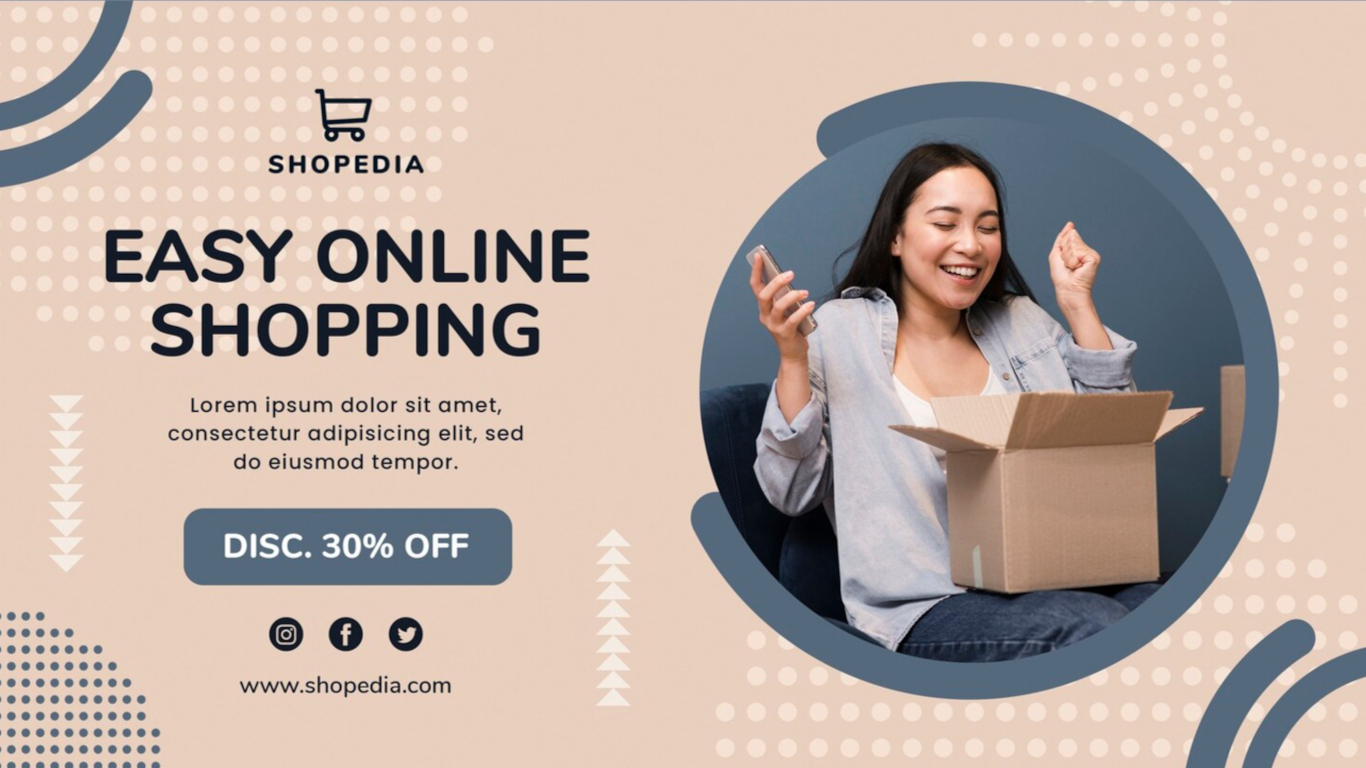 SHOPEDIA
EASY ONLINE
SHOPPING
Lorem ipsum dolor sit amet,
consectetur adipisicing elit, sed
do eiusmod tempor.
DISC. 30% OFF
www.shopedia.com